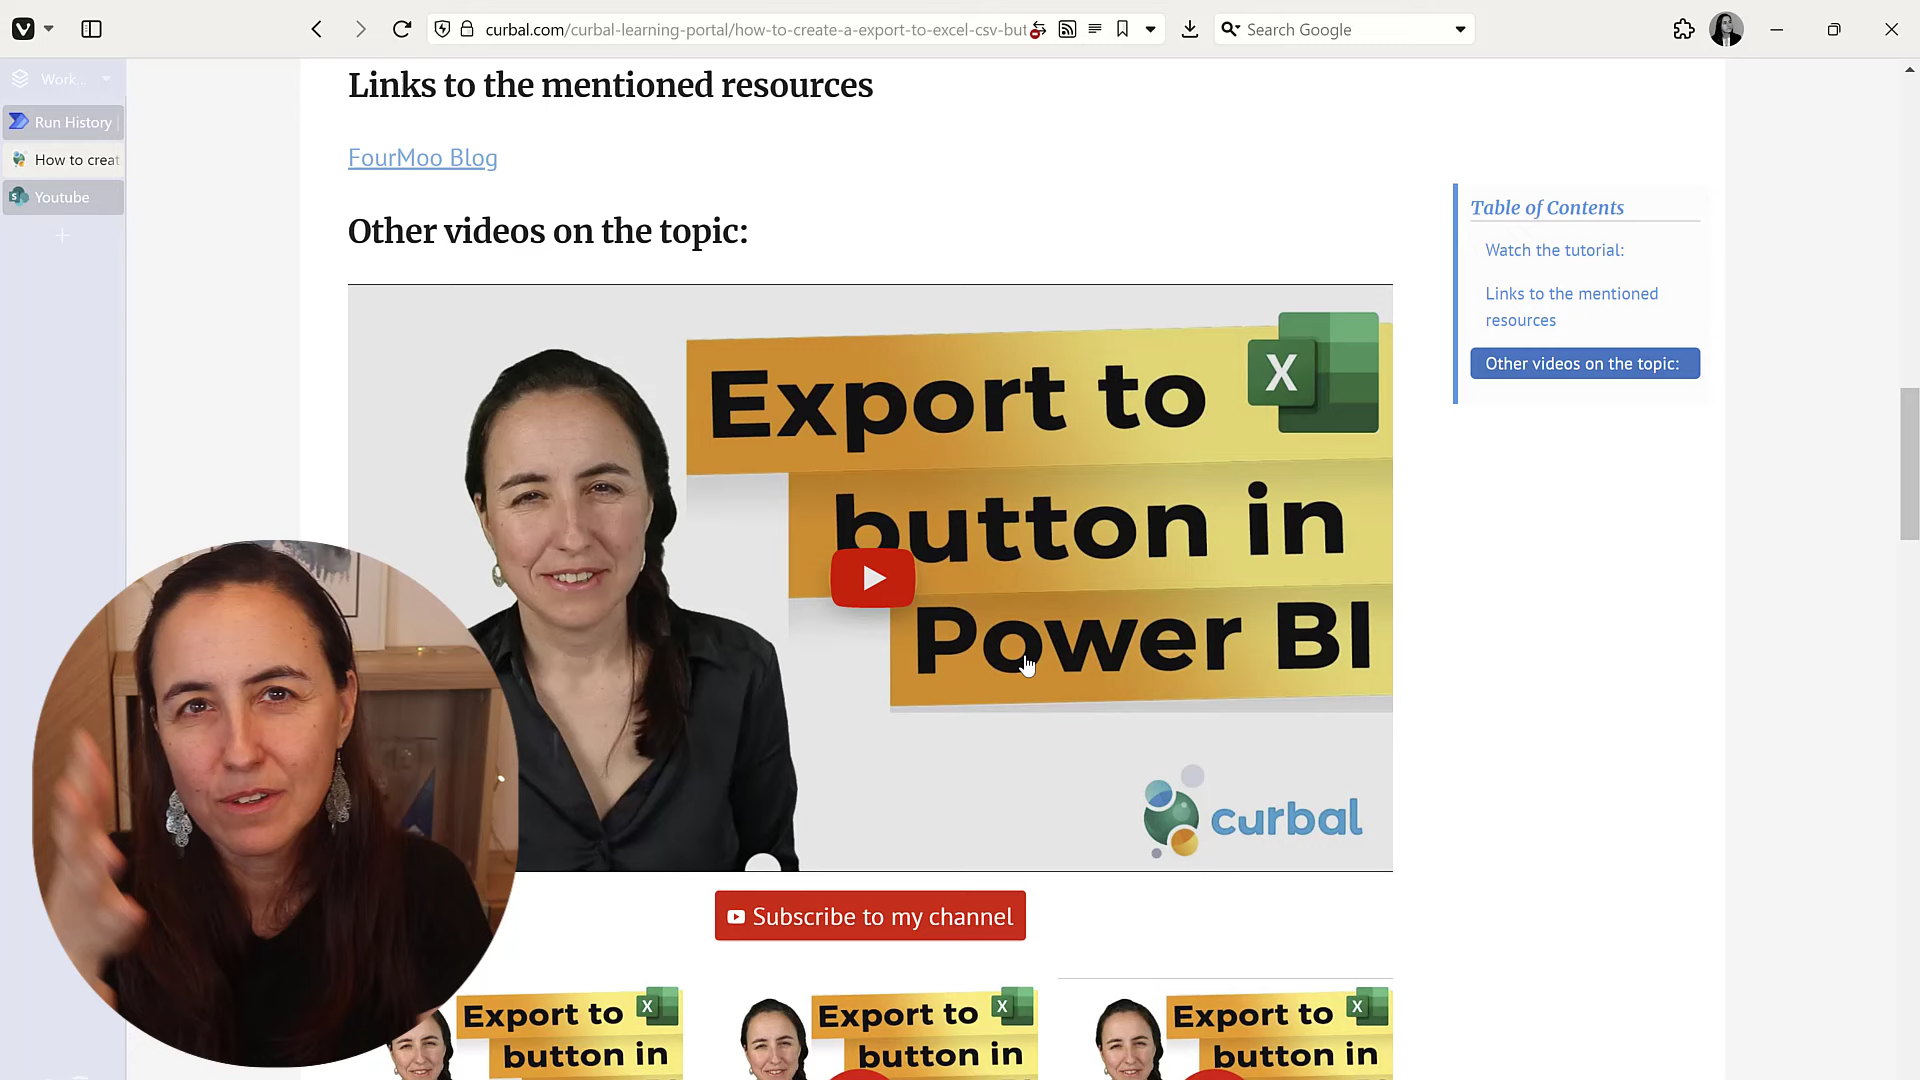 curbal.com/curbal-learning-portal/how-to-create-a-export-to-excel-csv-but
Search Google
Work...
Run History
How to creat
Youtube
Links to the mentioned resources
FourMoo Blog
Other videos on the topic:
Table of Contents
Watch the tutorial:
Links to the mentioned
resources
Other videos on the topic:
Export to
X
button in
Power BI
curbal
Subscribe to my channel
Export to
X
button in
Export to
X
button in
Export to
X
button in